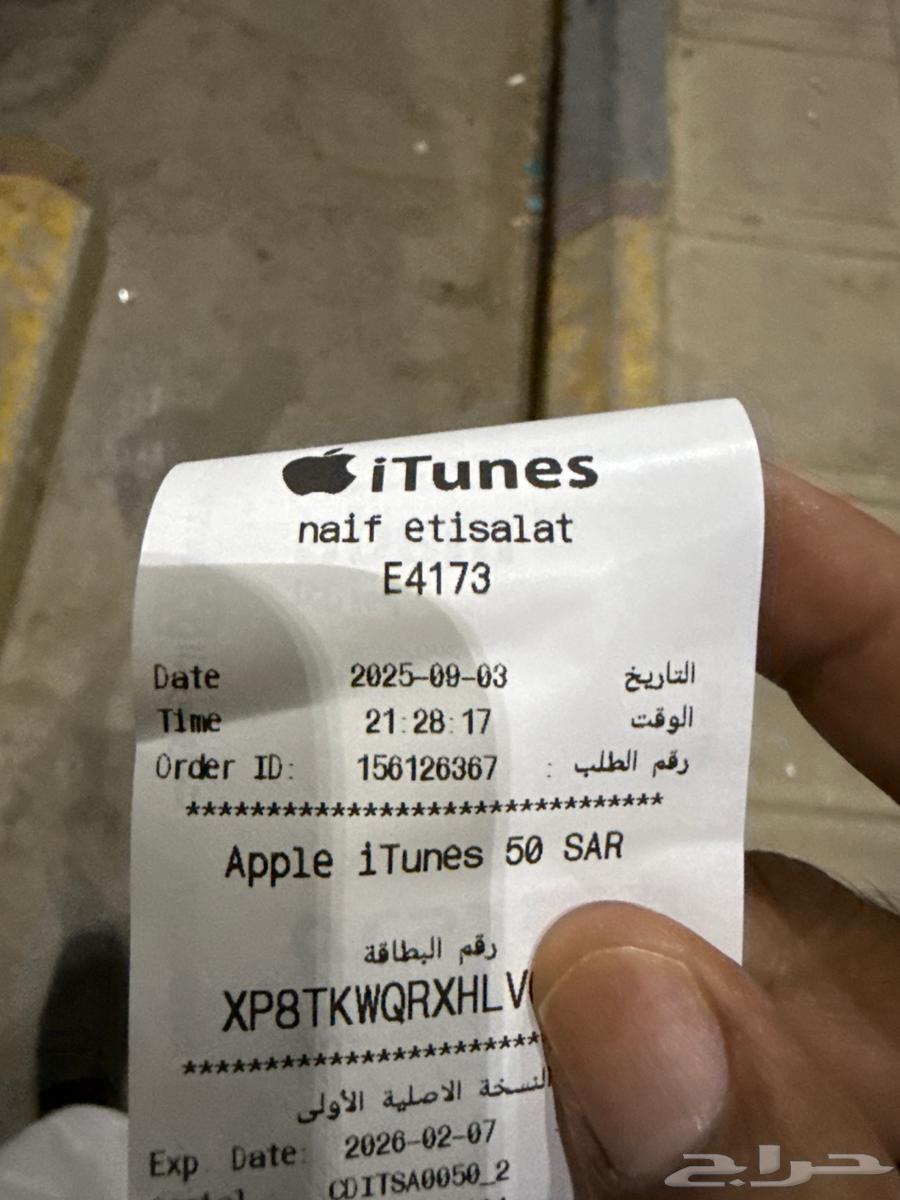 iTunes
naif etisalat
E4173
Date 2025-09-03 التاريخ
Time 21:28:17 الوقت
Order ID: 156126367 : رقم الطلب
*******************************
Apple iTunes 50 SAR
رقم البطاقة
XP8TKWQRXHLV
*************************
النسخة الاصلية الأولى
Exp Date: 2026-02-07
CDITSA0050_2
حراج